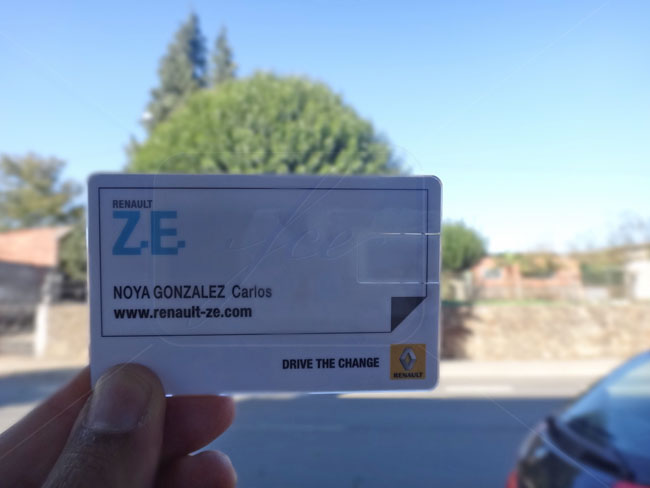 RENAULT
Z.E.
NOYA GONZALEZ Carlos
www.renault-ze.com
DRIVE THE CHANGE
RENAULT